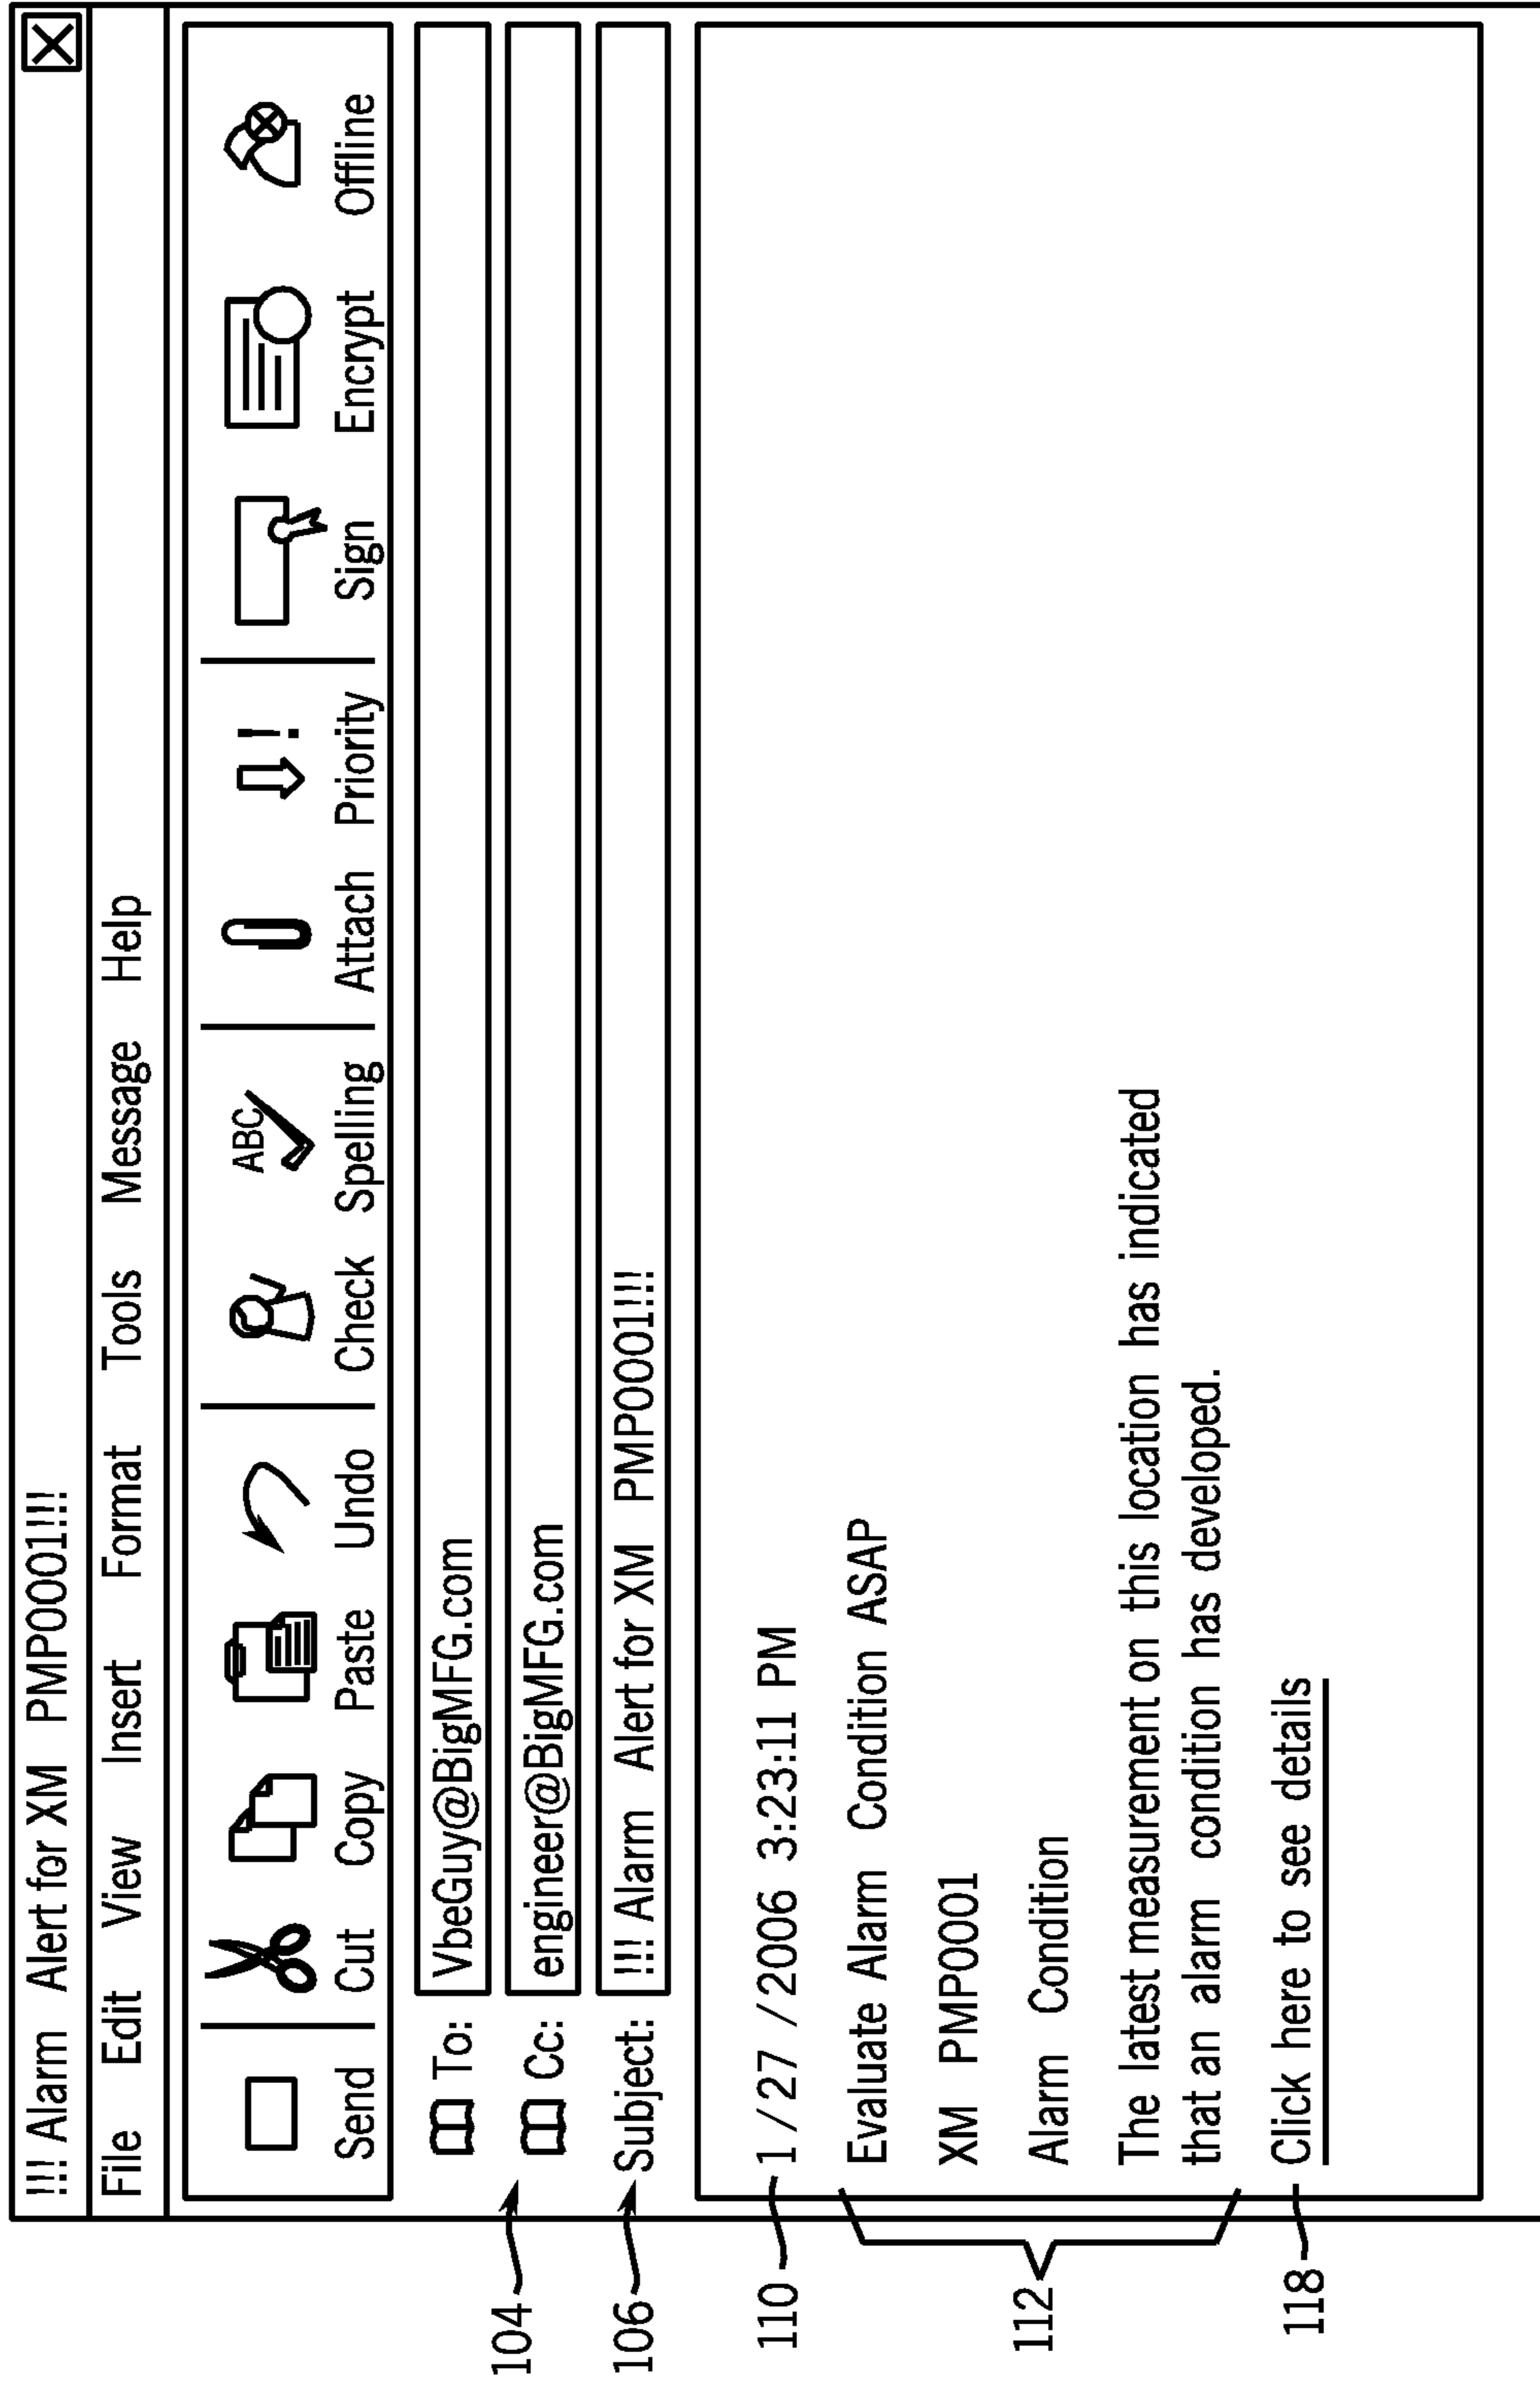 !!! Alarm Alert for XM PMP0001!!!
File Edit View Insert Format Tools Message Help
ABC
Send Cut Copy Paste Undo Check Spelling Attach Priority Sign Encrypt Offline
To: VbeGuy@BigMFG.com
104
Cc: engineer@BigMFG.com
106
Subject: !!! Alarm Alert for XM PMP0001!!!
110
1/27/2006 3:23:11 PM
Evaluate Alarm Condition ASAP
XM PMP0001
112
Alarm Condition
The latest measurement on this location has indicated
that an alarm condition has developed.
118
Click here to see details